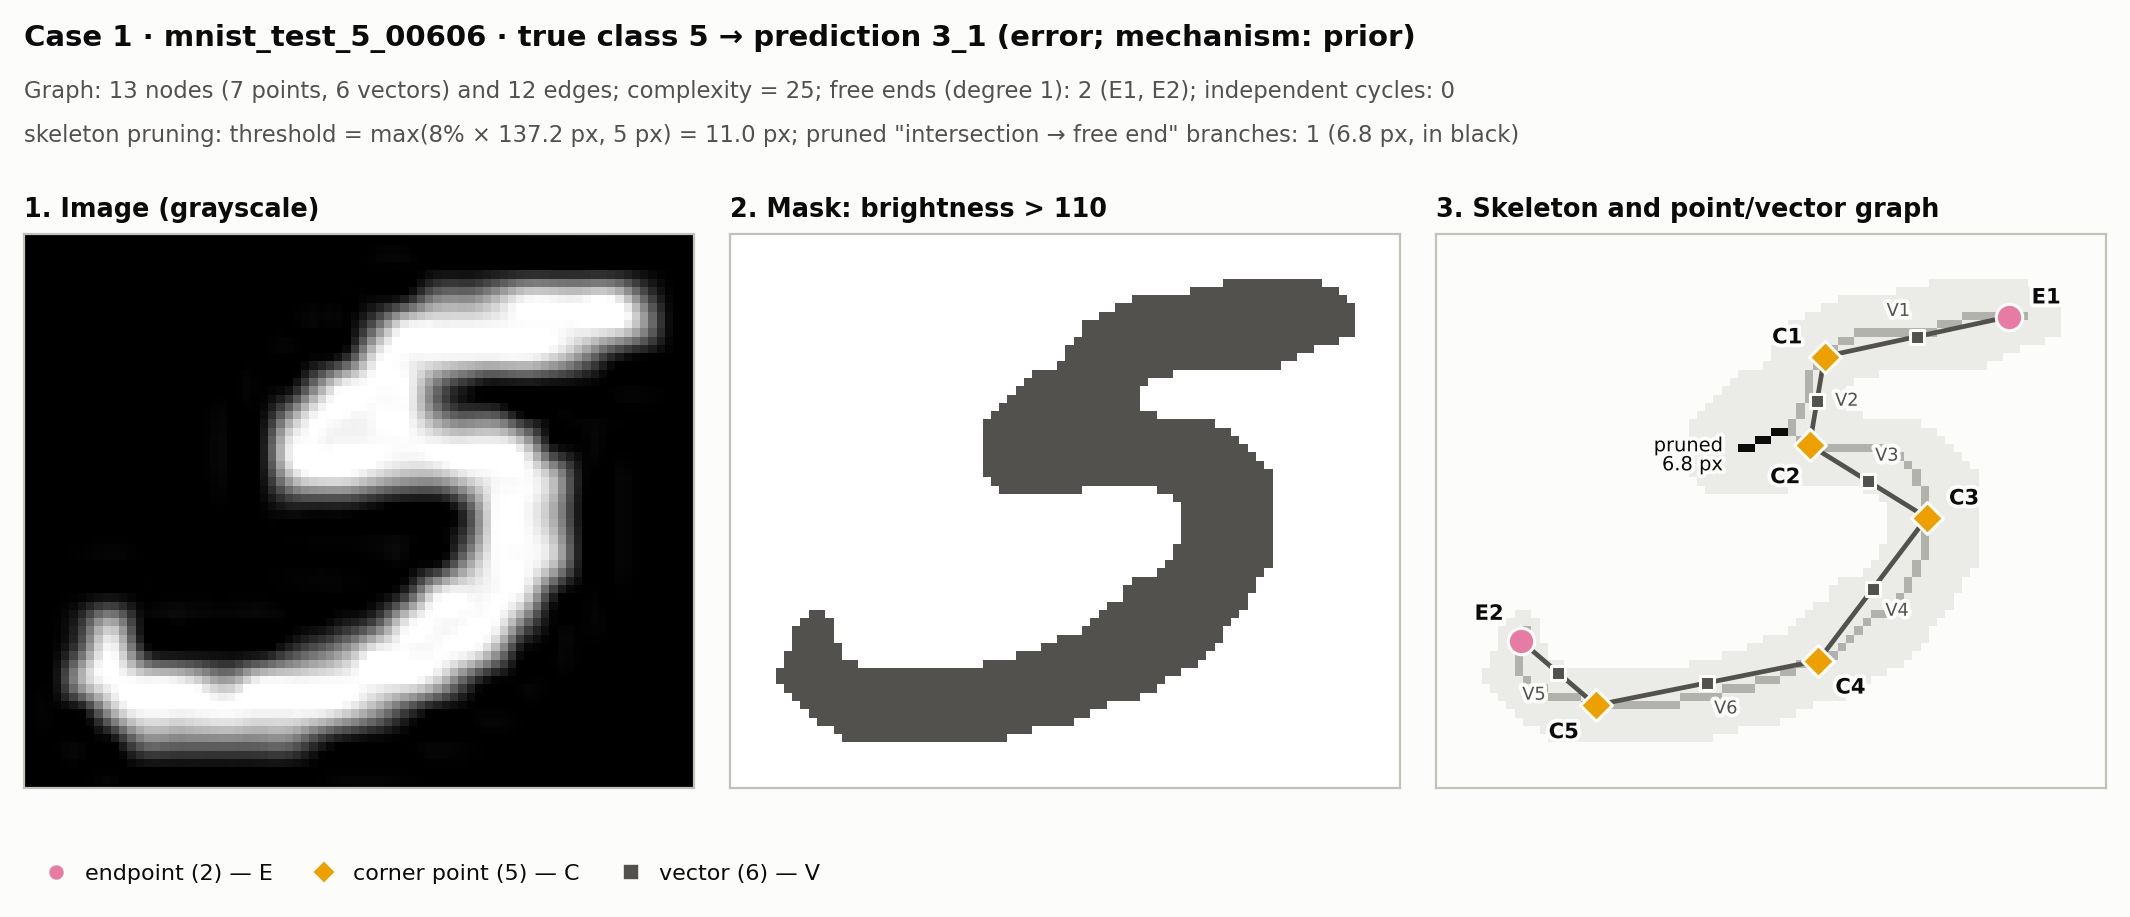 Case 1 · mnist_test_5_00606 · true class 5 → prediction 3_1 (error; mechanism: prior)
Graph: 13 nodes (7 points, 6 vectors) and 12 edges; complexity = 25; free ends (degree 1): 2 (E1, E2); independent cycles: 0
skeleton pruning: threshold = max(8% × 137.2 px, 5 px) = 11.0 px; pruned "intersection → free end" branches: 1 (6.8 px, in black)
1. Image (grayscale)
2. Mask: brightness > 110
3. Skeleton and point/vector graph
E1
V1
C1
V2
pruned
6.8 px
V3
C2
C3
E2
V4
C4
V5
V6
C5
endpoint (2) — E
corner point (5) — C
vector (6) — V